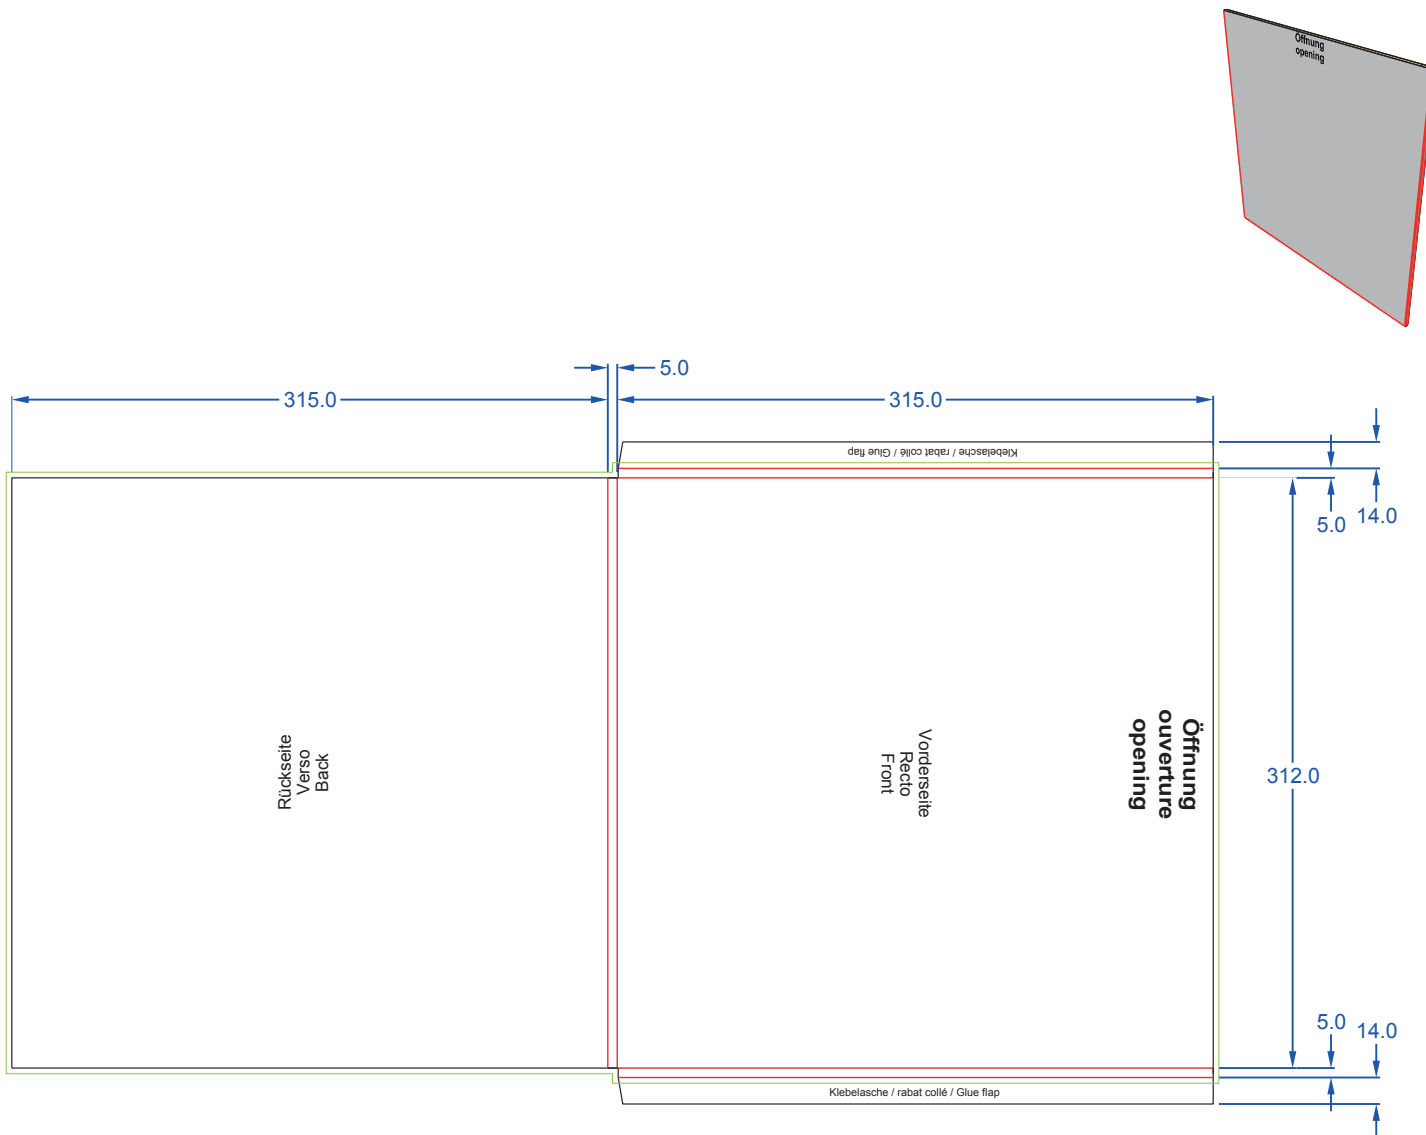 Öffnung
opening
5.0
315.0
315.0
Klebelasche / rabat collé / Glue flap
5.0
14.0
Rückseite
Verso
Back
Vorderseite
Recto
Front
Öffnung
ouverture
opening
312.0
5.0
14.0
Klebelasche / rabat collé / Glue flap